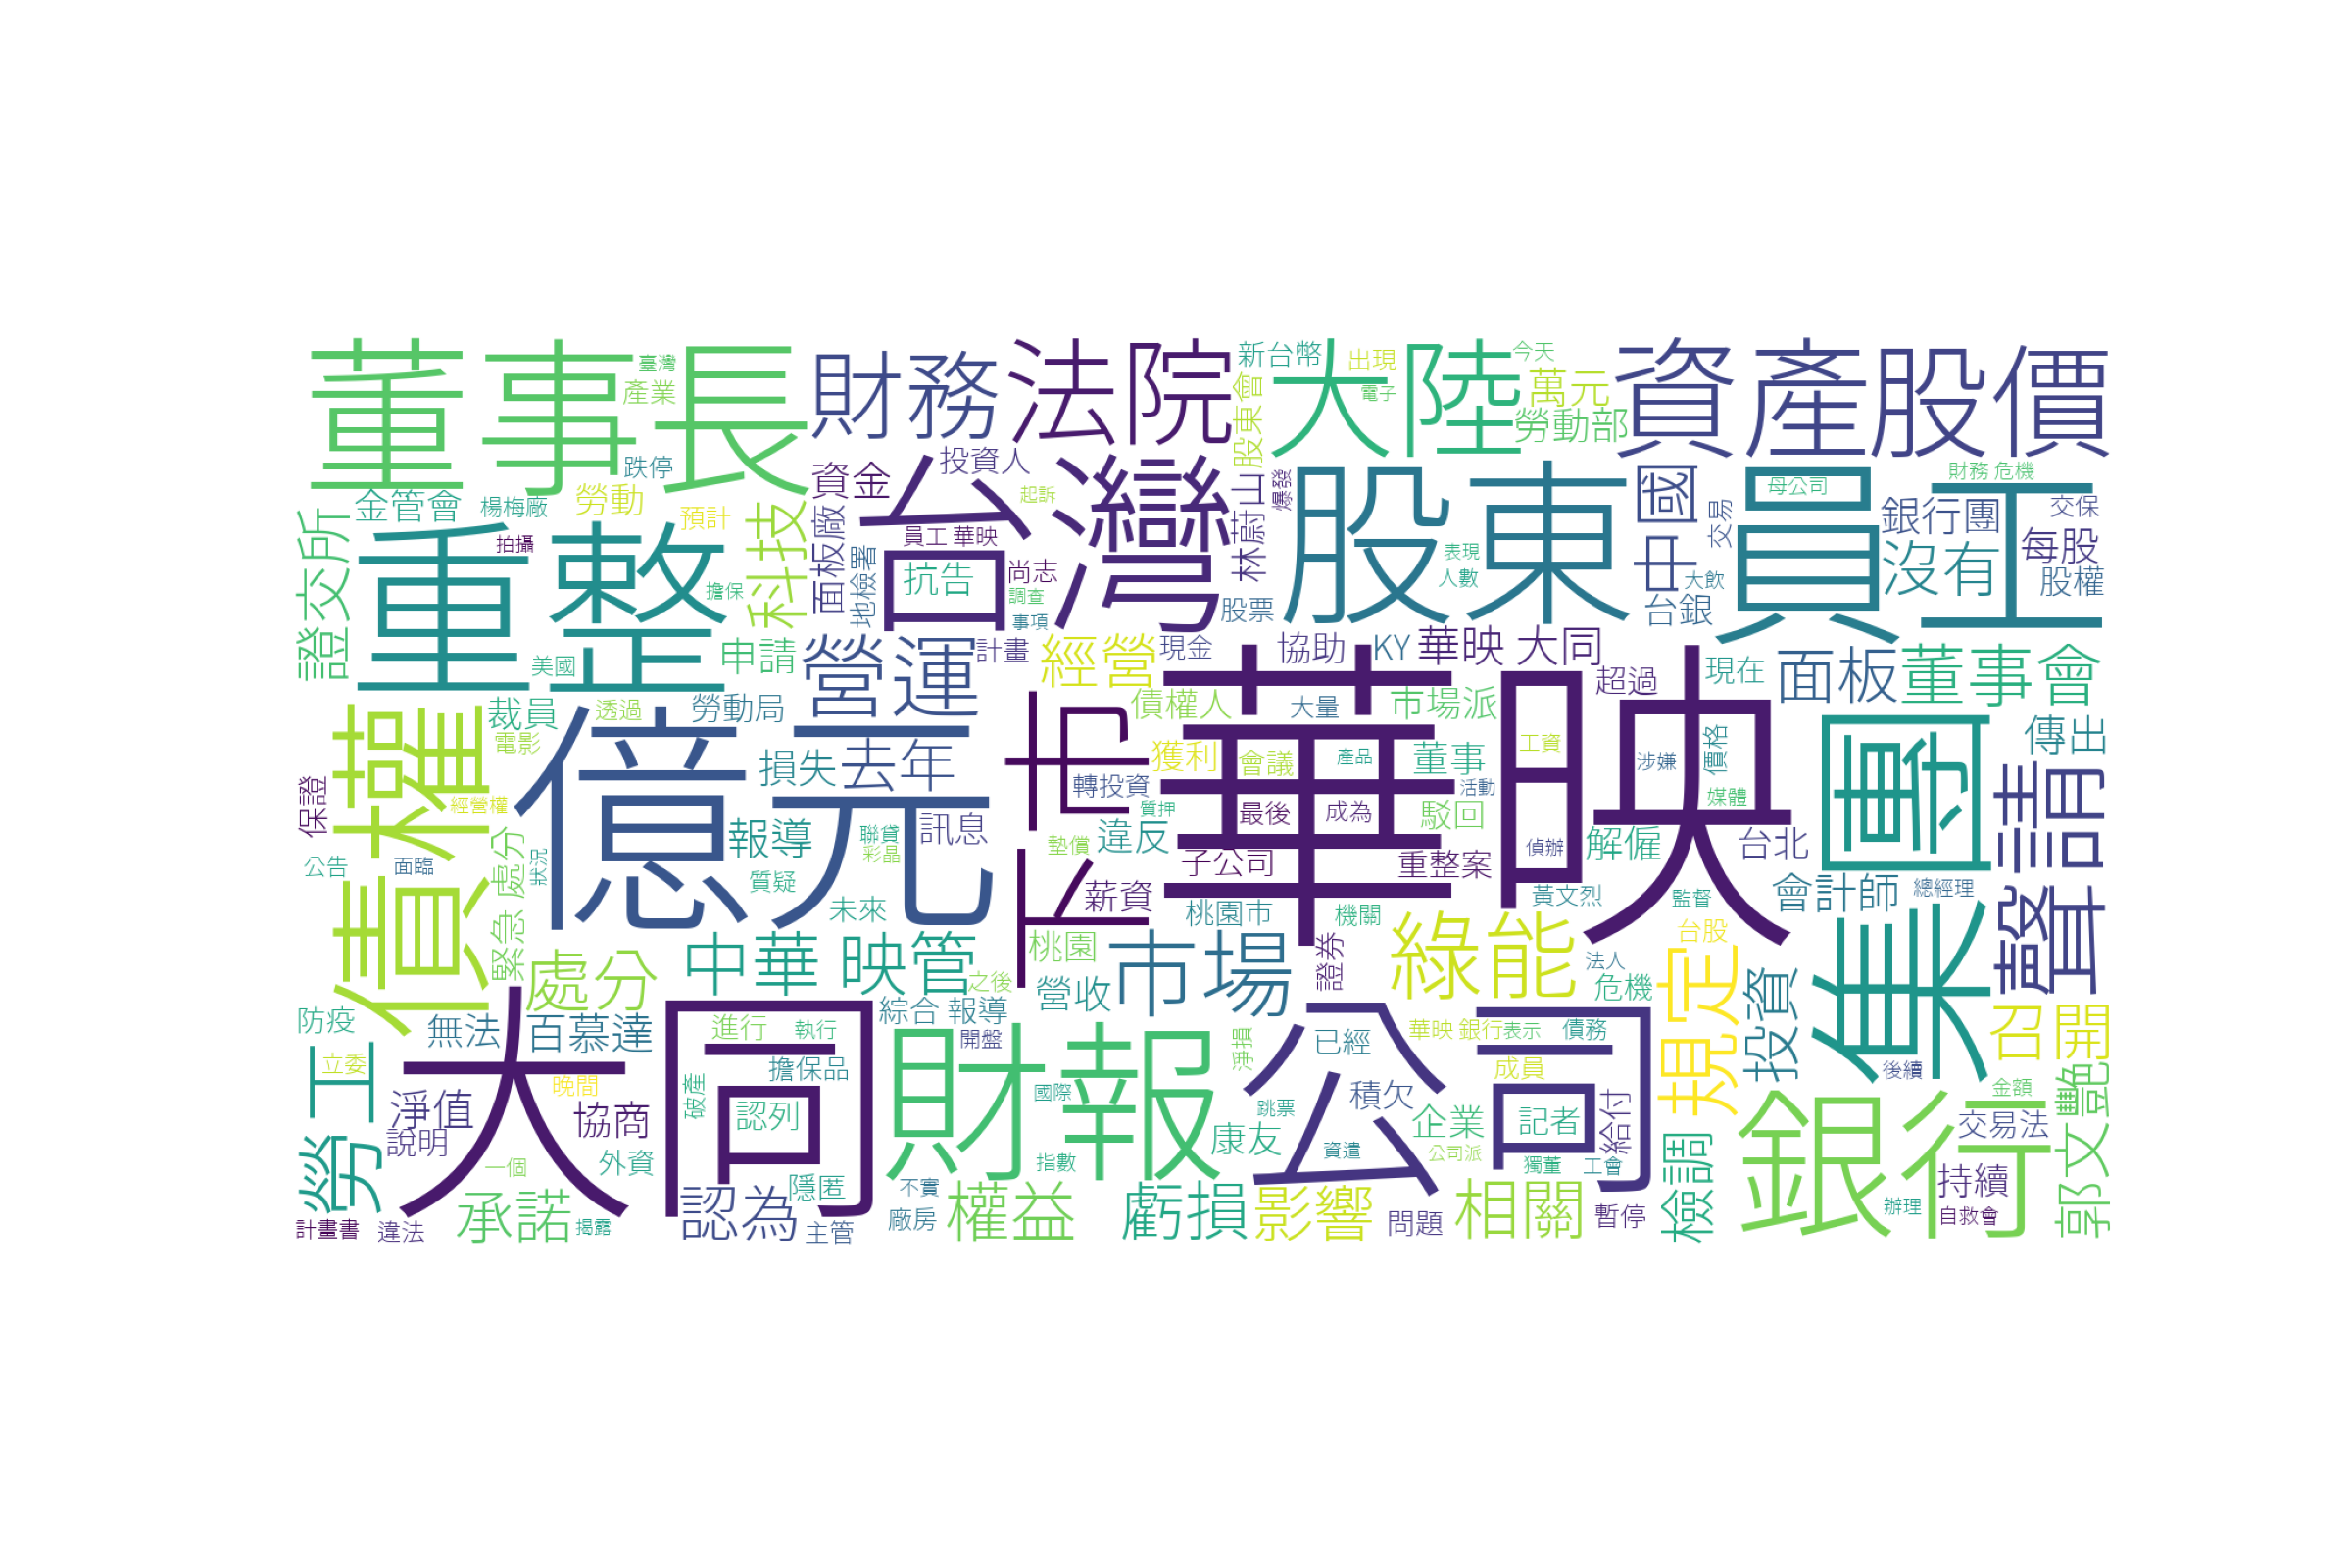 董事長
臺灣
產業
跌停
財務
法院
新台幣
出現
今天
大陸
電子
萬元
勞動部
股東會
資產
股價
金管會
楊梅廠
勞動
預計
證交所
拍攝
擔保
科技
資金
投資人
起訴
台灣
面板廠
地檢署
員工 華映
抗告
尚志
調查
事項
爆發
林蔚山
股票
股東
表現
人數
中國
交易
大飲
台銀
母公司
員工
財務 危機
銀行團
交保
沒有
每股
股權
重整
美國
申請
營運
計畫
經營
現金
協助
KY
華映 大同
超過
現在
面板
董事會
裁員
透過
勞動局
電影
債權
保證
經營權
公告
面臨
狀況
處分
緊急
億元
損失
去年
報導
訊息
聯貸
彩晶
質疑
未來
上市
轉投資
質押
墊償
違反
薪資
債權人
大量
市場派
獲利
會議
產品
董事
活動
最後
成為
駁回
子公司
重整案
華映
工資
涉嫌
價格
媒體
偵辦
解僱
台北
集團
傳出
聲請
會計師
總經理
黃文烈
監督
桃園市
機關
桃園
證券
中華 映管
之後
營收
市場
綠能
台股
法人
危機
規定
投資
召開
防疫
處分
無法
百慕達
綜合 報導
進行
執行
開盤
立委
勞工
晚間
擔保品
國際
淨損
已經
華映 銀行
表示
債務
成員
後續
金額
淨值
說明
協商
破產
認列
大同
財報
跳票
積欠
企業
記者
給付
公司
康友
資遣
公司派
獨董
工會
檢調
銀行
交易法
持續
辦理
自救會
郭文艷
一個
外資
指數
計畫書
違法
承諾
揭露
認為
隱匿
主管
不實
廠房
權益
虧損
影響
問題
相關
暫停